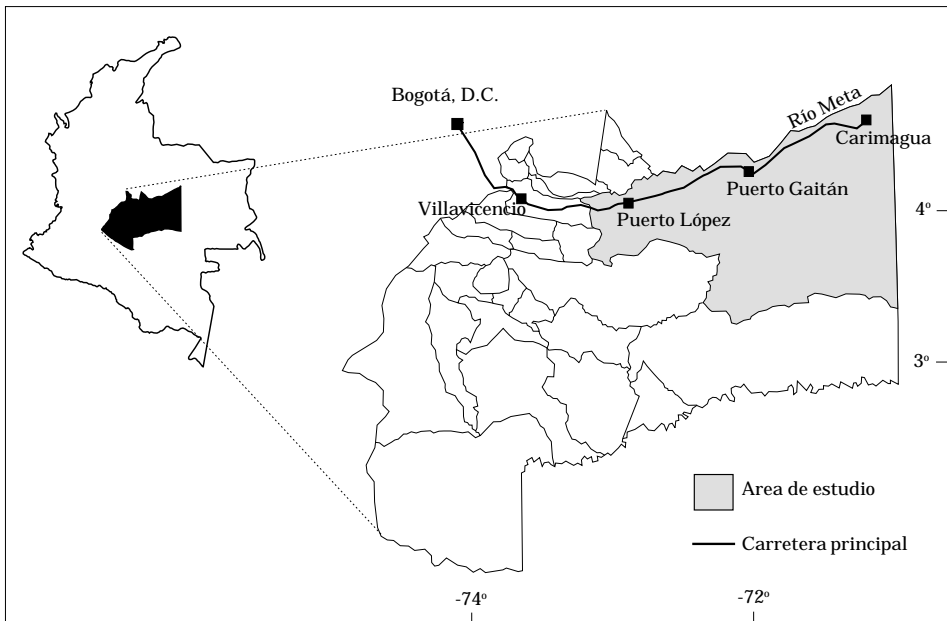 Bogotá, D.C.
Río Meta
Carimagua
Puerto Gaitán
Villavicencio
Puerto López
4º
3º
Area de estudio
Carretera principal
-74º
-72º